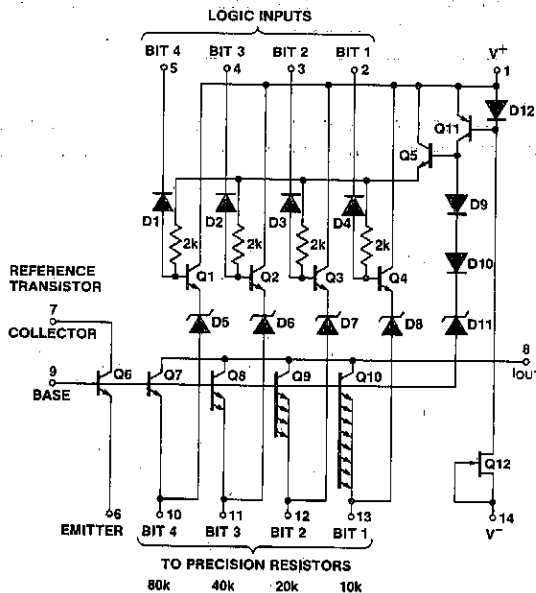 LOGIC INPUTS
BIT 4 BIT 3 BIT 2 BIT 1 V+
5 4 3 2 1
D12
Q11
Q5
D1 D2 D3 D4 D9
2k 2k 2k 2k
D10
REFERENCE
TRANSISTOR
Q1 Q2 Q3 Q4
7
COLLECTOR
D5 D6 D7 D8 D11
8
IOUT
9
BASE
Q6 Q7 Q8 Q9 Q10
Q12
6 10 11 12 13 14
EMITTER BIT 4 BIT 3 BIT 2 BIT 1 V-
TO PRECISION RESISTORS
80k 40k 20k 10k